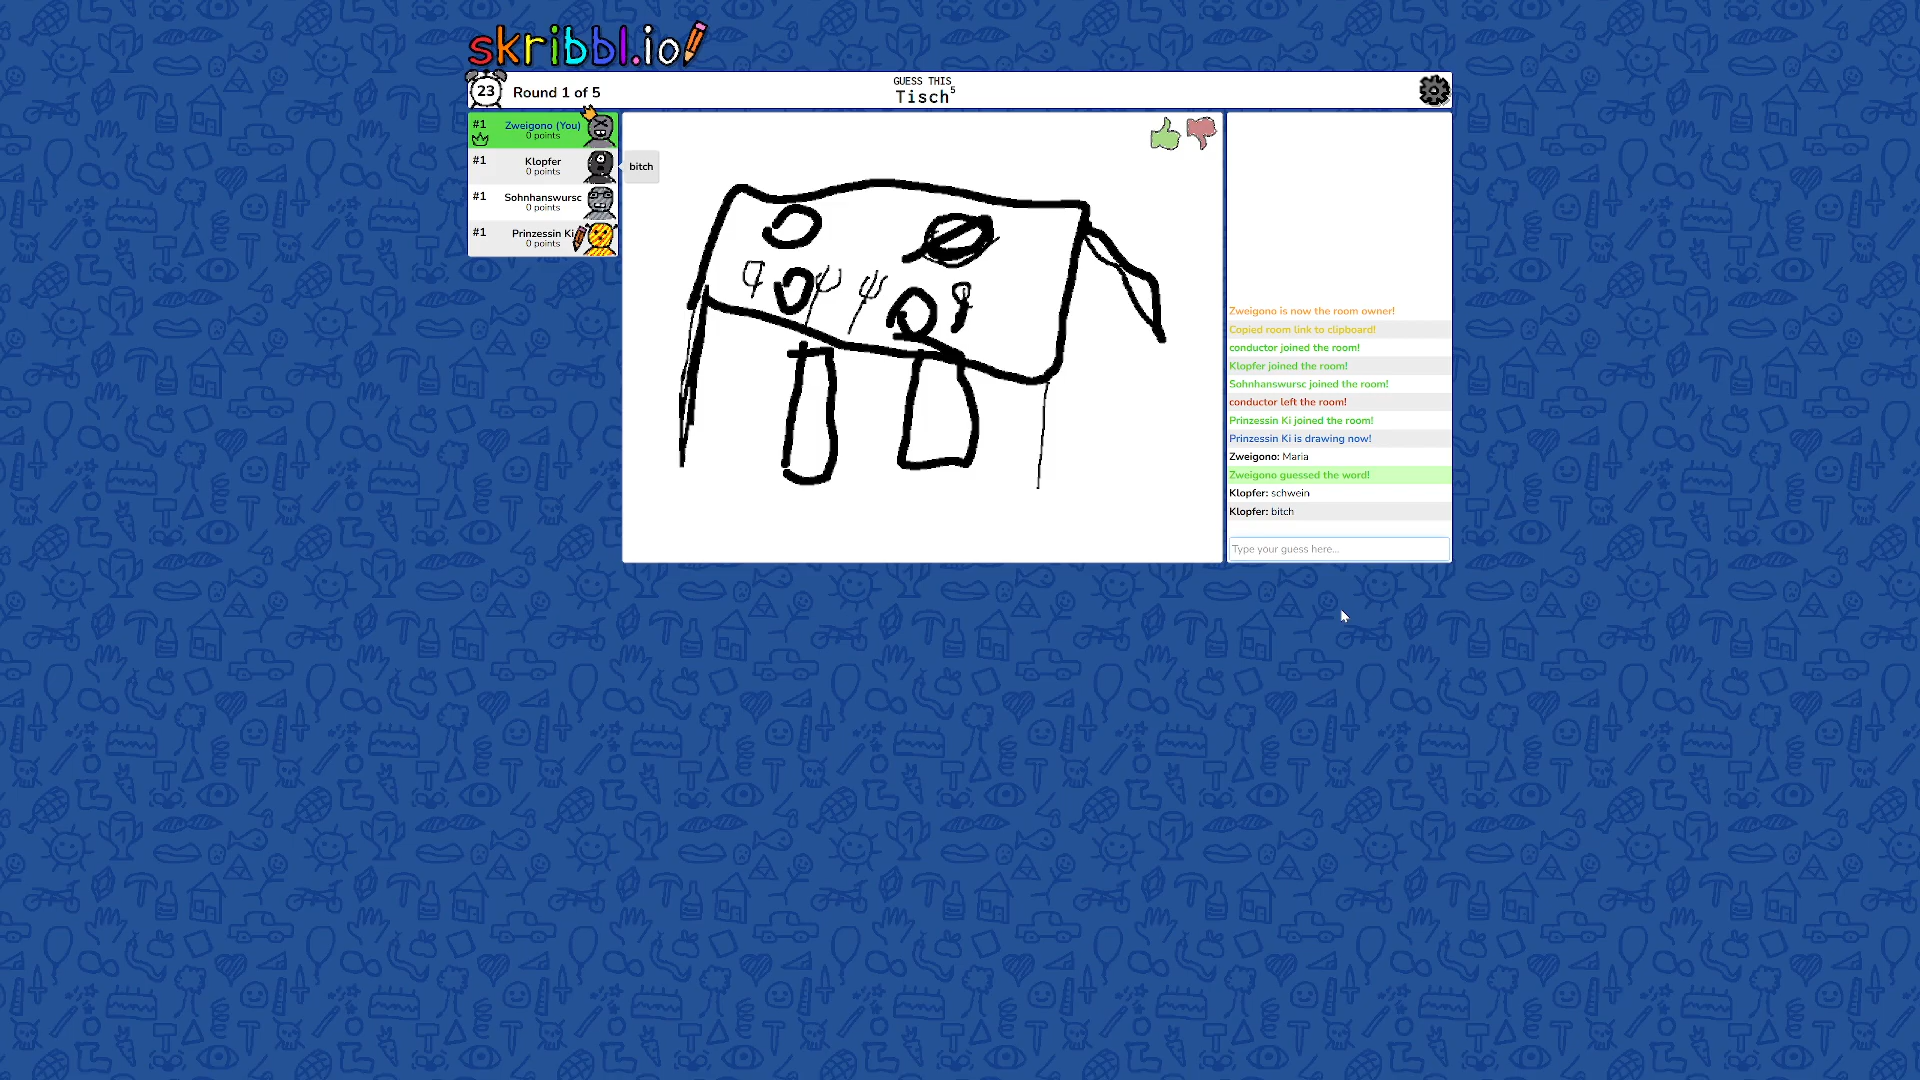 skribbl.io
23
Round 1 of 5
GUESS THIS
Tisch5
#1
Zweigono (You)
0 points
#1
Klopfer
0 points
bitch
#1
Sohnhanswursc
0 points
#1
Prinzessin Ki
0 points
Zweigono is now the room owner!
Copied room link to clipboard!
conductor joined the room!
Klopfer joined the room!
Sohnhanswursc joined the room!
conductor left the room!
Prinzessin Ki joined the room!
Prinzessin Ki is drawing now!
Zweigono: Maria
Zweigono guessed the word!
Klopfer: schwein
Klopfer: bitch
Type your guess here...